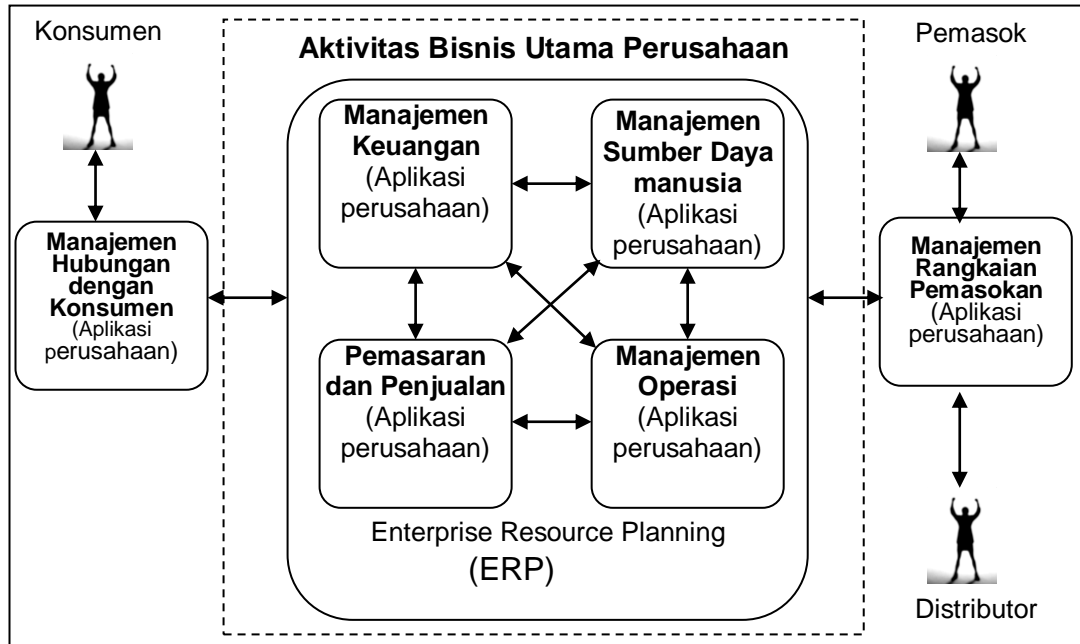 Konsumen
Aktivitas Bisnis Utama Perusahaan
Pemasok
Manajemen
Keuangan
(Aplikasi
perusahaan)
Manajemen
Sumber Daya
manusia
(Aplikasi
perusahaan)
Manajemen
Hubungan
dengan
Konsumen
(Aplikasi
perusahaan)
Manajemen
Rangkaian
Pemasokan
(Aplikasi
perusahaan)
Pemasaran
dan Penjualan
(Aplikasi
perusahaan)
Manajemen
Operasi
(Aplikasi
perusahaan)
Enterprise Resource Planning
(ERP)
Distributor